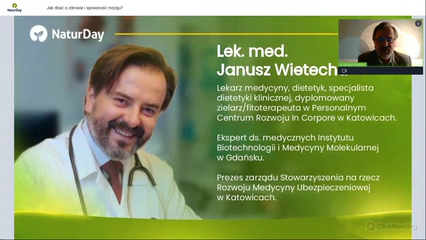 NaturDay
Jak dbać o zdrowie i sprawność mózgu?
NaturDay
Lek. med.
Janusz Wietech
Lekarz medycyny, dietetyk, specjalista
dietetyki klinicznej, dyplomowany
zielarz/fitoterapeuta w Personalnym
Centrum Rozwoju In Corpore w Katowicach.
Ekspert ds. medycznych Instytutu
Biotechnologii i Medycyny Molekularnej
w Gdańsku.
Prezes zarządu Stowarzyszenia na rzecz
Rozwoju Medycyny Ubezpieczeniowej
w Katowicach.
ClickMeeting